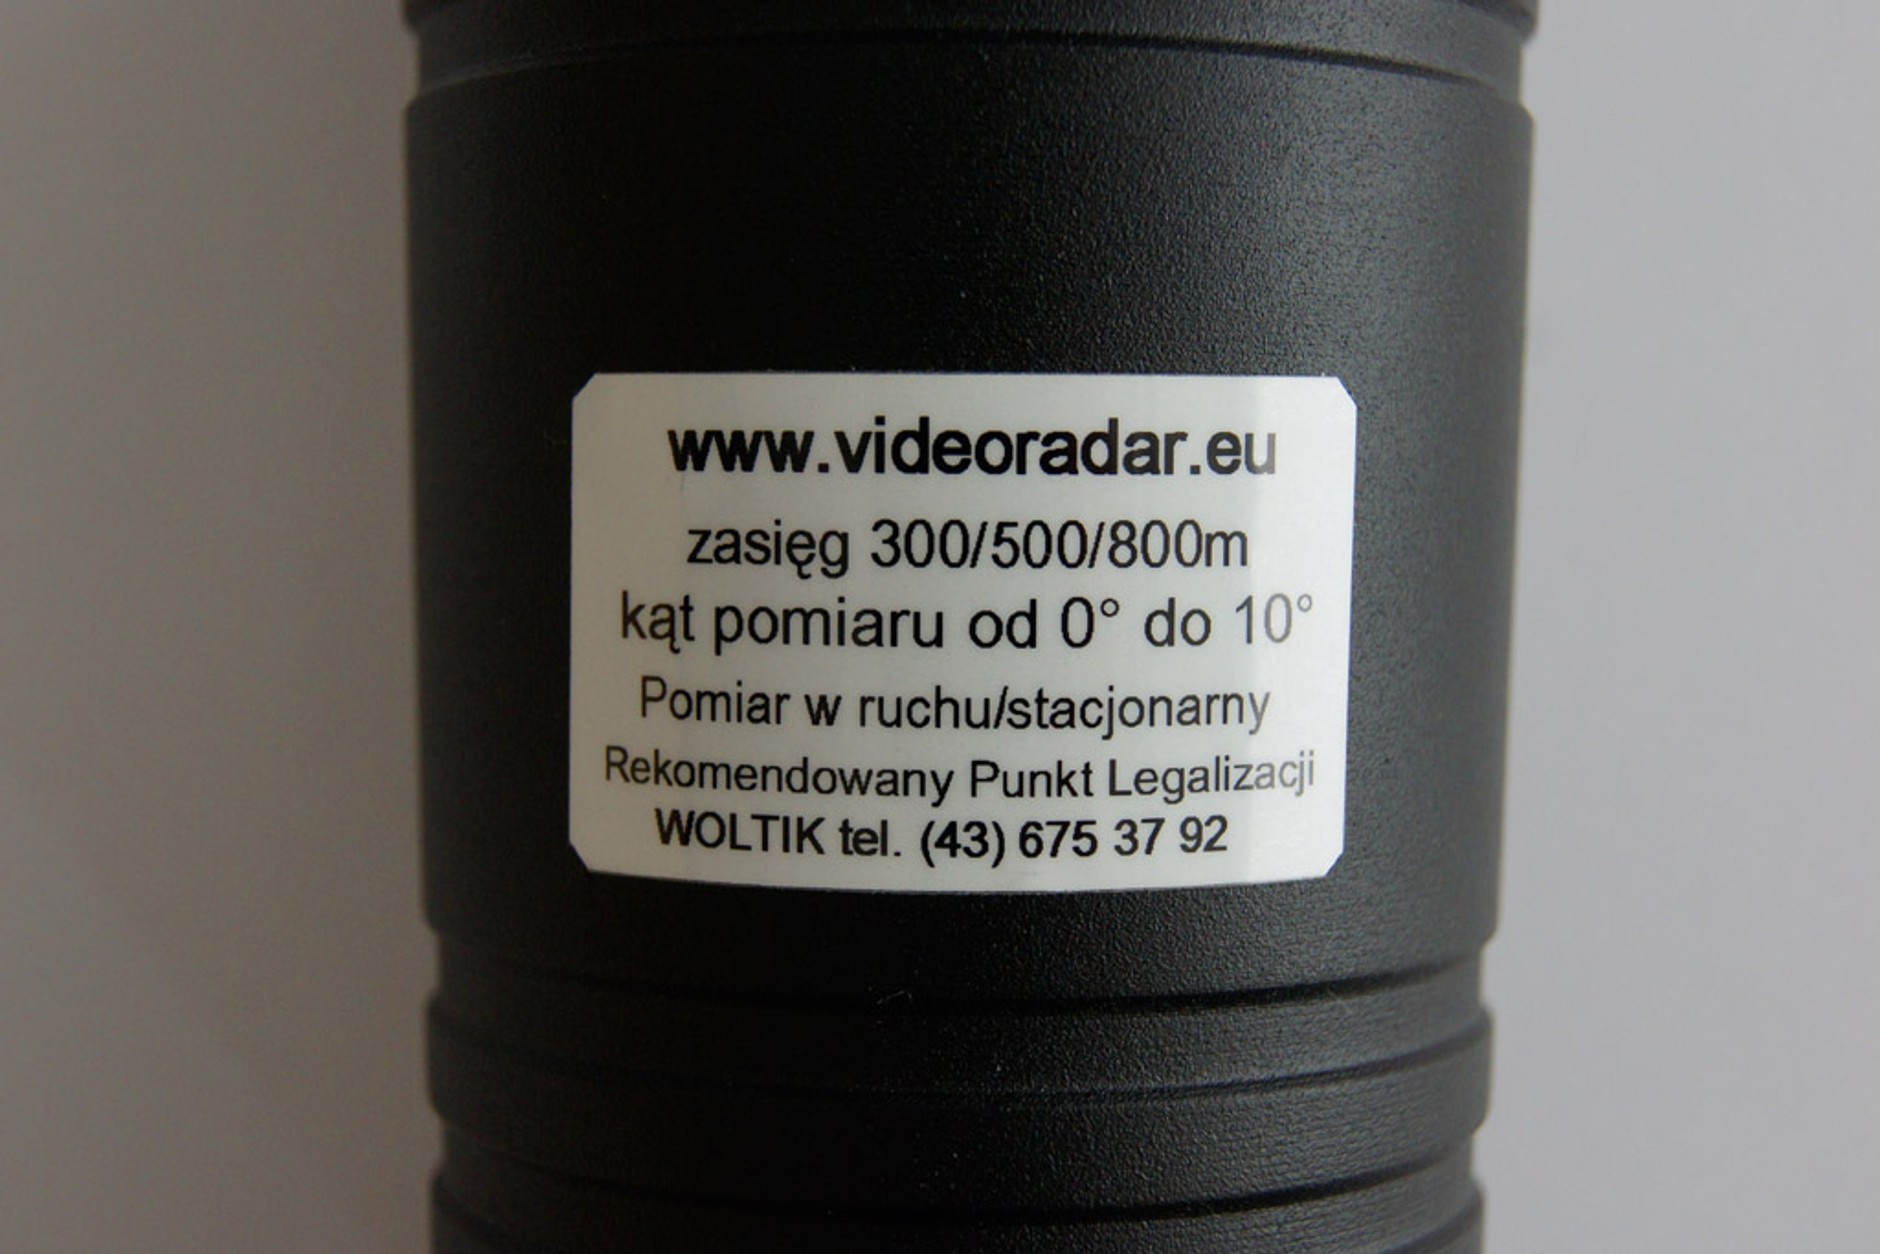 www.videoradar.eu
zasięg 300/500/800m
kąt pomiaru od 0° do 10°
Pomiar w ruchu/stacjonarny
Rekomendowany Punkt Legalizacji
WOLTIK tel. (43) 675 37 92